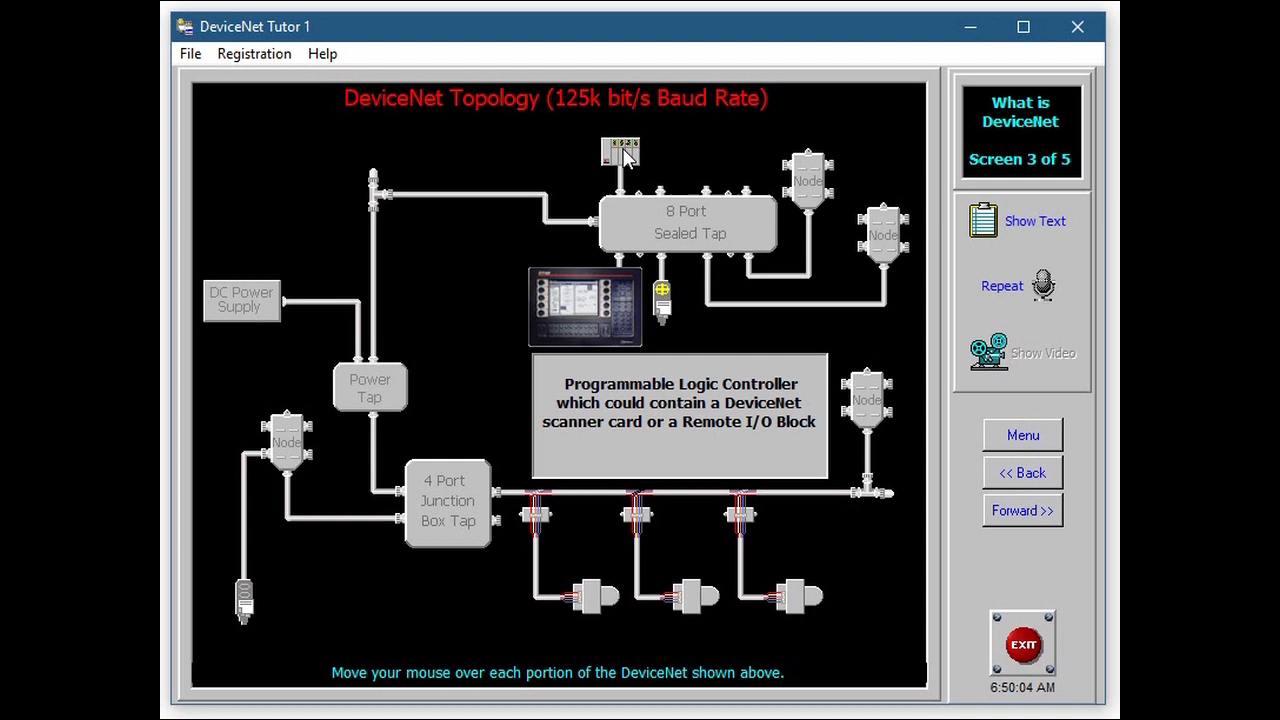 DeviceNet Tutor 1
File Registration Help
DeviceNet Topology (125k bit/s Baud Rate)
What is
DeviceNet
Screen 3 of 5
8 Port
Sealed Tap
Node
Node
DC Power
Supply
Power
Tap
Node
4 Port
Junction
Box Tap
Programmable Logic Controller
which could contain a DeviceNet
scanner card or a Remote I/O Block
Node
Move your mouse over each portion of the DeviceNet shown above.
Show Text
Repeat
Show Video
Menu
<< Back
Forward >>
EXIT
6:50:04 AM